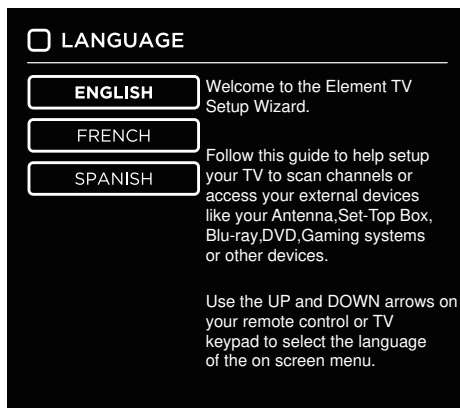 LANGUAGE
ENGLISH
FRENCH
SPANISH
Welcome to the Element TV
Setup Wizard.
Follow this guide to help setup
your TV to scan channels or
access your external devices
like your Antenna,Set-Top Box,
Blu-ray,DVD,Gaming systems
or other devices.
Use the UP and DOWN arrows on
your remote control or TV
keypad to select the language
of the on screen menu.